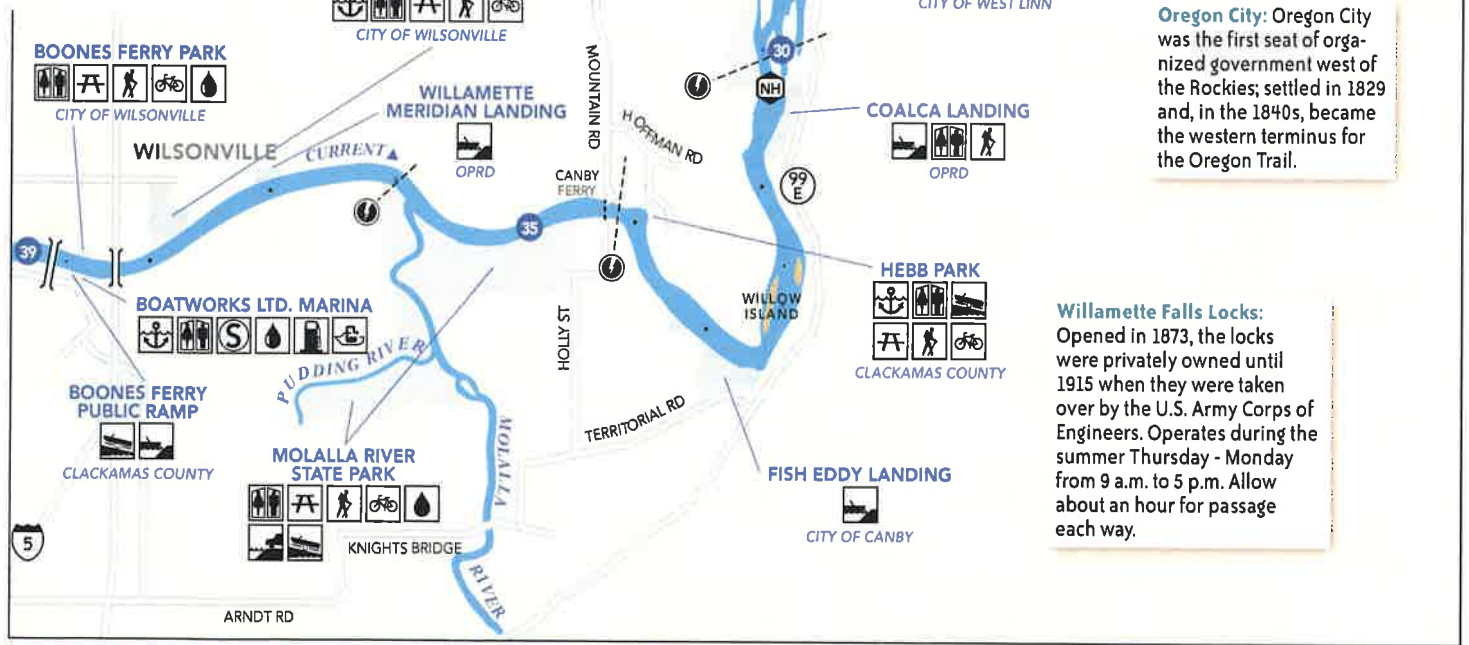 CITY OF WILSONVILLE
CITY OF WEST LINN
BOONES FERRY PARK
CITY OF WILSONVILLE
WILLAMETTE
MERIDIAN LANDING
OPRD
MOUNTAIN RD
HOFFMAN RD
30
NH
COALCA LANDING
OPRD
Oregon City: Oregon City
was the first seat of orga-
nized government west of
the Rockies; settled in 1829
and, in the 1840s, became
the western terminus for
the Oregon Trail.
WILSONVILLE
CURRENT
CANBY
FERRY
99
E
39
35
BOATWORKS LTD. MARINA
S
HEBB PARK
CLACKAMAS COUNTY
WILLOW
ISLAND
HOLLY ST
PUDDING RIVER
BOONES FERRY
PUBLIC RAMP
CLACKAMAS COUNTY
MOLALLA RIVER
STATE PARK
MOLALLA
RIVER
TERRITORIAL RD
FISH EDDY LANDING
CITY OF CANBY
Willamette Falls Locks:
Opened in 1873, the locks
were privately owned until
1915 when they were taken
over by the U.S. Army Corps of
Engineers. Operates during the
summer Thursday - Monday
from 9 a.m. to 5 p.m. Allow
about an hour for passage
each way.
5
KNIGHTS BRIDGE
ARNDT RD